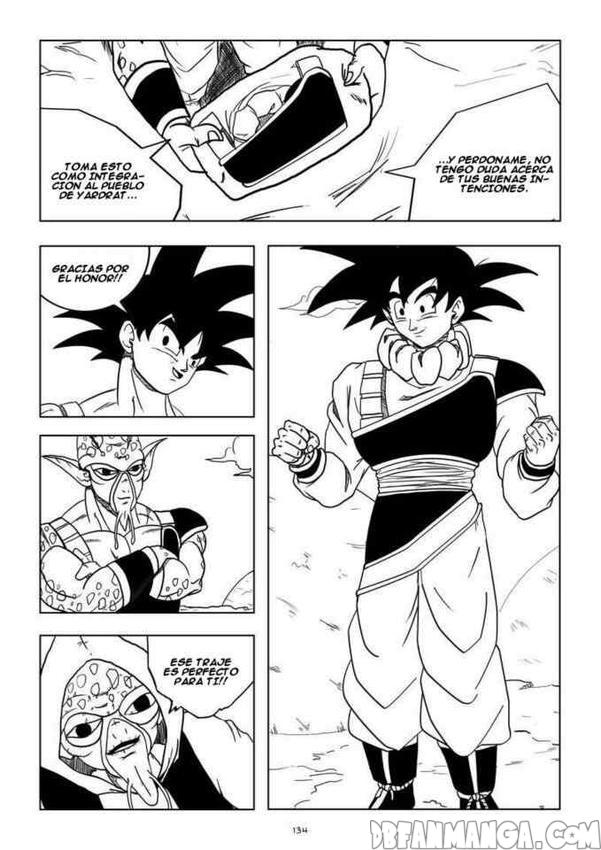 TOMA ESTO
COMO INTEGRA-
CION AL PUEBLO
DE YARDRAT...
...Y PERDONAME, NO
TENGO DUDA ACERCA
DE TUS BUENAS IN-
TENCIONES.
GRACIAS POR
EL HONOR!!
ESE TRAJE
ES PERFECTO
PARA TI!!
134
DBFANMANGA.COM